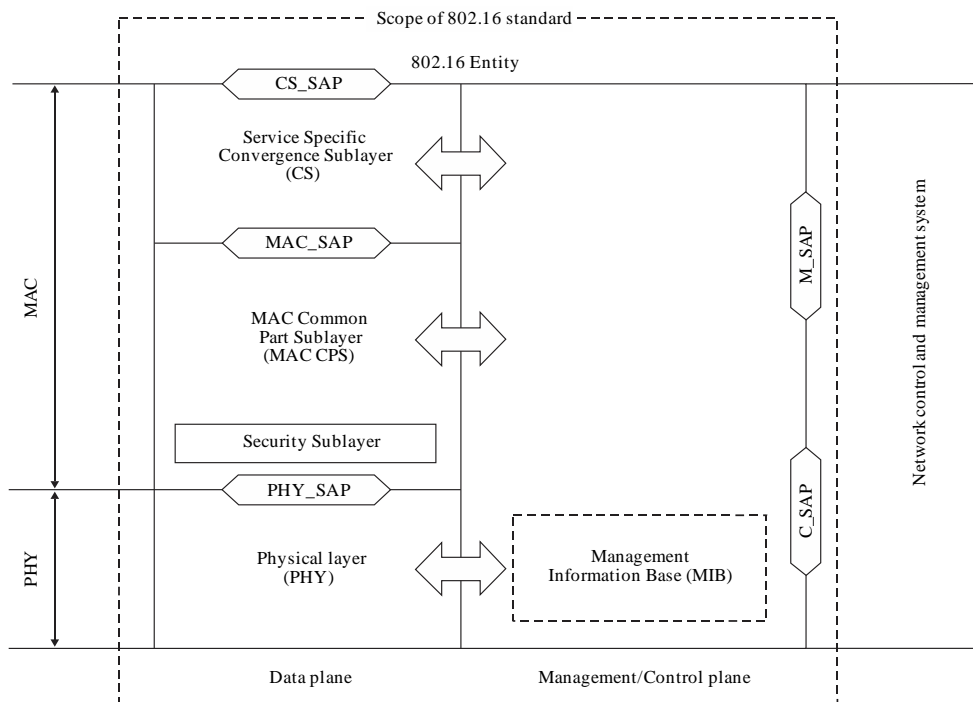 Scope of 802.16 standard
802.16 Entity
CS_SAP
Service Specific
Convergence Sublayer
(CS)
MAC_SAP
M_SAP
MAC
MAC Common
Part Sublayer
(MAC CPS)
Network control and management system
Security Sublayer
PHY_SAP
C_SAP
PHY
Physical layer
(PHY)
Management
Information Base (MIB)
Data plane
Management/Control plane